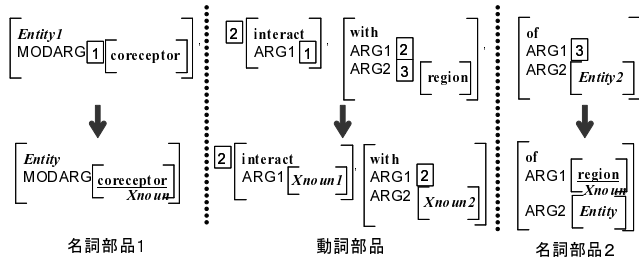 Entity1
MODARG 1 coreceptor ,
2 interact
ARG1 1 ,
with
ARG1 2
ARG2 3 region ,
of
ARG1 3
ARG2 Entity2
Entity
MODARG coreceptor
Xnoun
2 interact
ARG1 Xnoun1 ,
with
ARG1 2
ARG2 Xnoun2
of
ARG1 region
Xnoun
ARG2 Entity
名詞部品1
動詞部品
名詞部品2